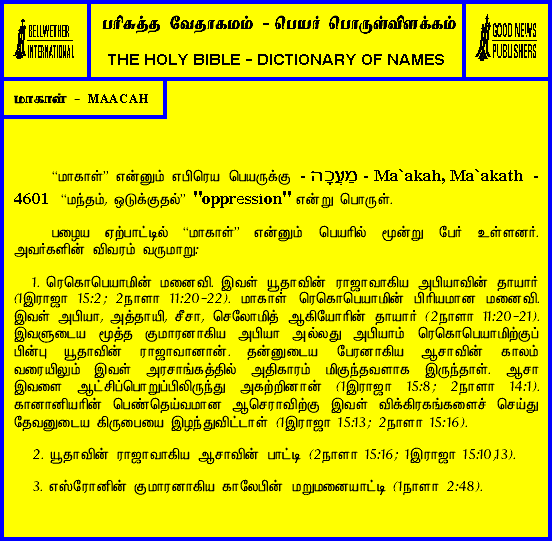 BELLWETHER
INTERNATIONAL
பரிசுத்த வேதாகமம் - பெயர் பொருள்விளக்கம்
THE HOLY BIBLE - DICTIONARY OF NAMES
GOOD NEWS
PUBLISHERS
மாகாள் - MAACAH
“மாகாள்” என்னும் எபிரெய பெயருக்கு - מַעֲכָה - Ma`akah, Ma`akath -
4601 “மந்தம், ஒடுக்குதல்” "oppression" என்று பொருள்.
பழைய ஏற்பாட்டில் “மாகாள்” என்னும் பெயரில் மூன்று பேர் உள்ளனர்.
அவர்களின் விவரம் வருமாறு:
1. ரெகொபெயாமின் மனைவி. இவள் யூதாவின் ராஜாவாகிய அபியாவின் தாயார்
(1இராஜா 15:2; 2நாளா 11:20-22). மாகாள் ரெகொபெயாமின் பிரியமான மனைவி.
இவள் அபியா, அத்தாயி, சீசா, செலோமித் ஆகியோரின் தாயார் (2நாளா 11:20-21).
இவளுடைய மூத்த குமாரனாகிய அபியா அல்லது அபியாம் ரெகொபெயாமிற்குப்
பின்பு யூதாவின் ராஜாவானான். தன்னுடைய பேரனாகிய ஆசாவின் காலம்
வரையிலும் இவள் அரசாங்கத்தில் அதிகாரம் மிகுந்தவளாக இருந்தாள். ஆசா
இவளை ஆட்சிப்பொறுப்பிலிருந்து அகற்றினான் (1இராஜா 15:8; 2நாளா 14:1).
கானானியரின் பெண்தெய்வமான ஆசெராவிற்கு இவள் விக்கிரகங்களைச் செய்து
தேவனுடைய கிருபையை இழந்துவிட்டாள் (1இராஜா 15:13; 2நாளா 15:16).
2. யூதாவின் ராஜாவாகிய ஆசாவின் பாட்டி (2நாளா 15:16; 1இராஜா 15:10,13).
3. எஸ்ரோனின் குமாரனாகிய காலேபின் மறுமனையாட்டி (1நாளா 2:48).